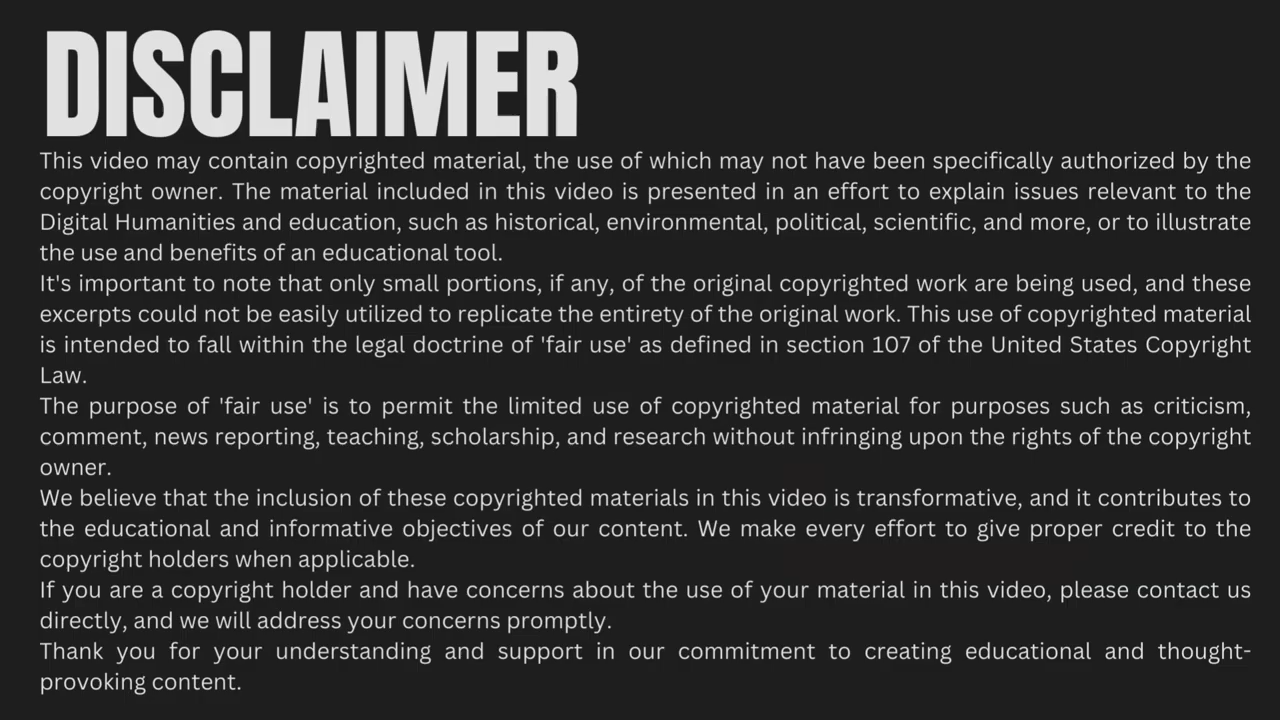 DISCLAIMER
This video may contain copyrighted material, the use of which may not have been specifically authorized by the
copyright owner. The material included in this video is presented in an effort to explain issues relevant to the
Digital Humanities and education, such as historical, environmental, political, scientific, and more, or to illustrate
the use and benefits of an educational tool.
It's important to note that only small portions, if any, of the original copyrighted work are being used, and these
excerpts could not be easily utilized to replicate the entirety of the original work. This use of copyrighted material
is intended to fall within the legal doctrine of 'fair use' as defined in section 107 of the United States Copyright
Law.
The purpose of 'fair use' is to permit the limited use of copyrighted material for purposes such as criticism,
comment, news reporting, teaching, scholarship, and research without infringing upon the rights of the copyright
owner.
We believe that the inclusion of these copyrighted materials in this video is transformative, and it contributes to
the educational and informative objectives of our content. We make every effort to give proper credit to the
copyright holders when applicable.
If you are a copyright holder and have concerns about the use of your material in this video, please contact us
directly, and we will address your concerns promptly.
Thank you for your understanding and support in our commitment to creating educational and thought-
provoking content.